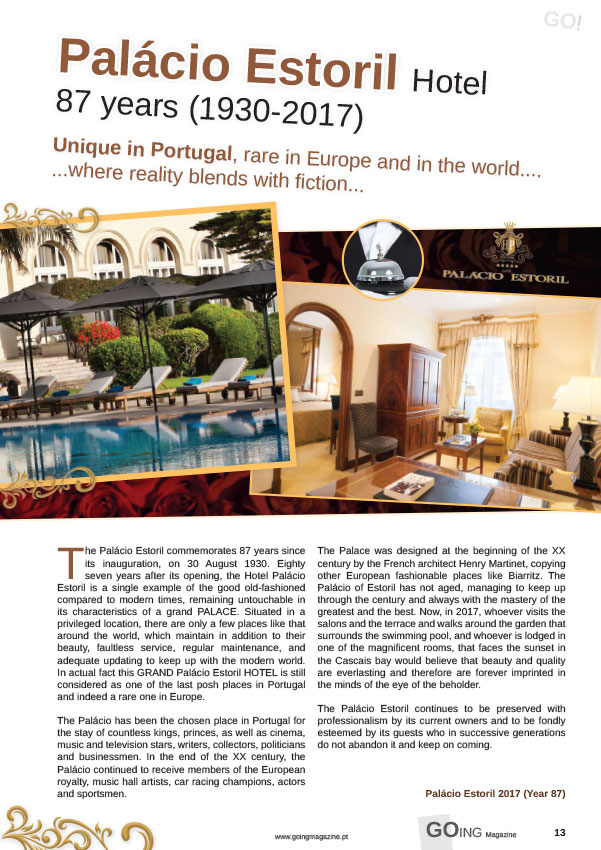 GO!
Palácio Estoril Hotel
87 years (1930-2017)
Unique in Portugal, rare in Europe and in the world....
...where reality blends with fiction...
PALÁCIO ESTORIL
The Palácio Estoril commemorates 87 years since
its inauguration, on 30 August 1930. Eighty
seven years after its opening, the Hotel Palácio
Estoril is a single example of the good old-fashioned
compared to modern times, remaining untouchable in
its characteristics of a grand PALACE. Situated in a
privileged location, there are only a few places like that
around the world, which maintain in addition to their
beauty, faultless service, regular maintenance, and
adequate updating to keep up with the modern world.
In actual fact this GRAND Palácio Estoril HOTEL is still
considered as one of the last posh places in Portugal
and indeed a rare one in Europe.
The Palácio has been the chosen place in Portugal for
the stay of countless kings, princes, as well as cinema,
music and television stars, writers, collectors, politicians
and businessmen. In the end of the XX century, the
Palácio continued to receive members of the European
royalty, music hall artists, car racing champions, actors
and sportsmen.
The Palace was designed at the beginning of the XX
century by the French architect Henry Martinet, copying
other European fashionable places like Biarritz. The
Palácio of Estoril has not aged, managing to keep up
through the century and always with the mastery of the
greatest and the best. Now, in 2017, whoever visits the
salons and the terrace and walks around the garden that
surrounds the swimming pool, and whoever is lodged in
one of the magnificent rooms, that faces the sunset in
the Cascais bay would believe that beauty and quality
are everlasting and therefore are forever imprinted in
the minds of the eye of the beholder.
The Palácio Estoril continues to be preserved with
professionalism by its current owners and to be fondly
esteemed by its guests who in successive generations
do not abandon it and keep on coming.
Palácio Estoril 2017 (Year 87)
www.goingmagazine.pt
GOING Magazine
13